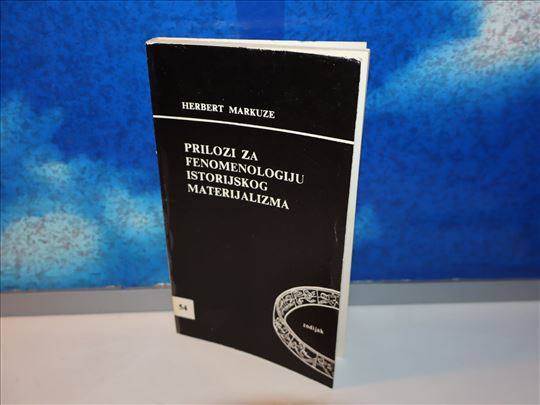 HERBERT MARKUZE
PRILOZI ZA
FENOMENOLOGIJU
ISTORIJSKOG
MATERIJALIZMA
54
zodijak